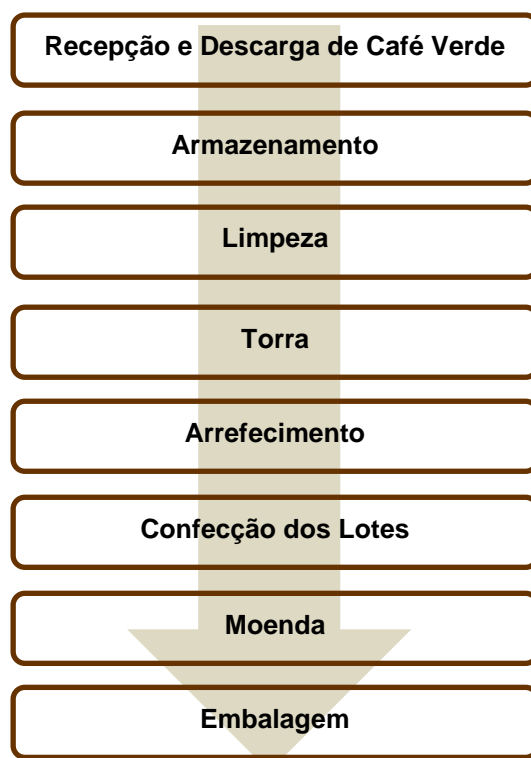 Recepção e Descarga de Café Verde
Armazenamento
Limpeza
Torra
Arrefecimento
Confecção dos Lotes
Moenda
Embalagem